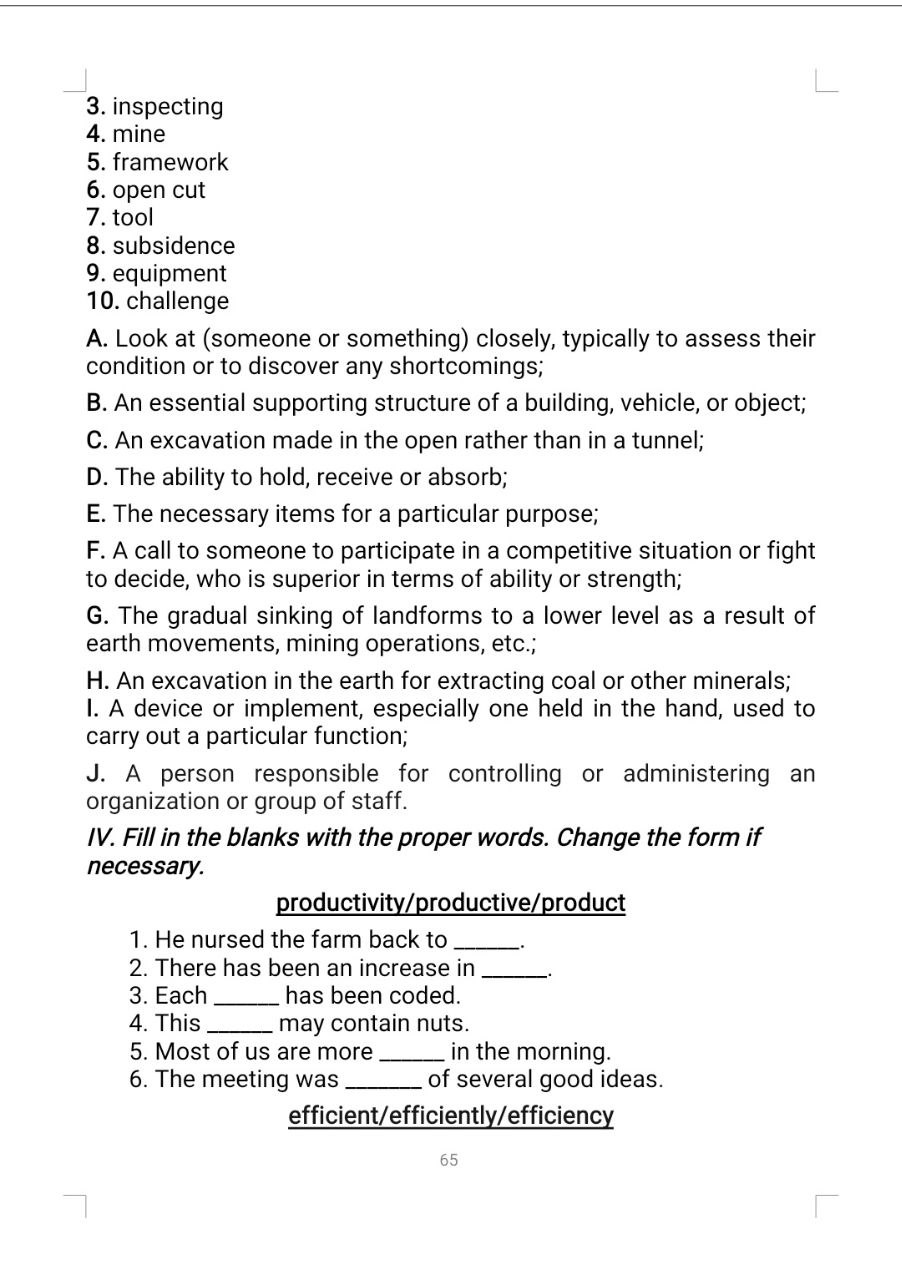 3. inspecting
4. mine
5. framework
6. open cut
7. tool
8. subsidence
9. equipment
10. challenge
A. Look at (someone or something) closely, typically to assess their
condition or to discover any shortcomings;
B. An essential supporting structure of a building, vehicle, or object;
C. An excavation made in the open rather than in a tunnel;
D. The ability to hold, receive or absorb;
E. The necessary items for a particular purpose;
F. A call to someone to participate in a competitive situation or fight
to decide, who is superior in terms of ability or strength;
G. The gradual sinking of landforms to a lower level as a result of
earth movements, mining operations, etc.;
H. An excavation in the earth for extracting coal or other minerals;
I. A device or implement, especially one held in the hand, used to
carry out a particular function;
J. A person responsible for controlling or administering an
organization or group of staff.
IV. Fill in the blanks with the proper words. Change the form if
necessary.
productivity/productive/product
1. He nursed the farm back to ______.
2. There has been an increase in ______.
3. Each ______ has been coded.
4. This ______ may contain nuts.
5. Most of us are more ______ in the morning.
6. The meeting was _______ of several good ideas.
efficient/efficiently/efficiency
65